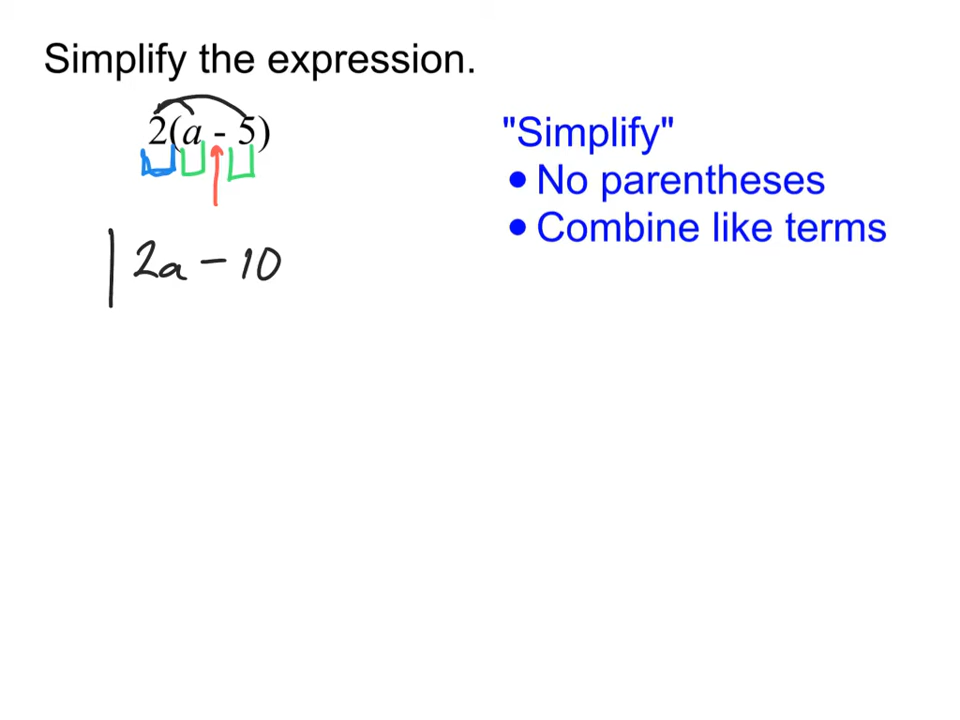 Simplify the expression.
2(a - 5)
"Simplify"
• No parentheses
• Combine like terms
2a - 10